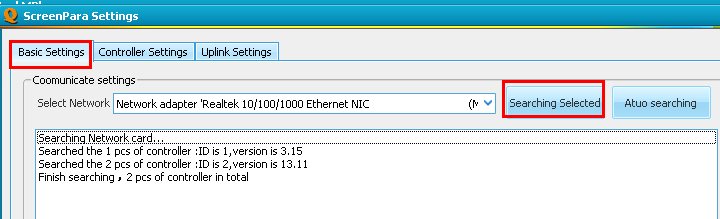 ScreenPara Settings
Basic Settings
Controller Settings
Uplink Settings
Coomunicate settings
Select Network
Network adapter 'Realtek 10/100/1000 Ethernet NIC
Searching Selected
Atuo searching
Searching Network card...
Searched the 1 pcs of controller :ID is 1,version is 3.15
Searched the 2 pcs of controller :ID is 2,version is 13.11
Finish searching，2 pcs of controller in total